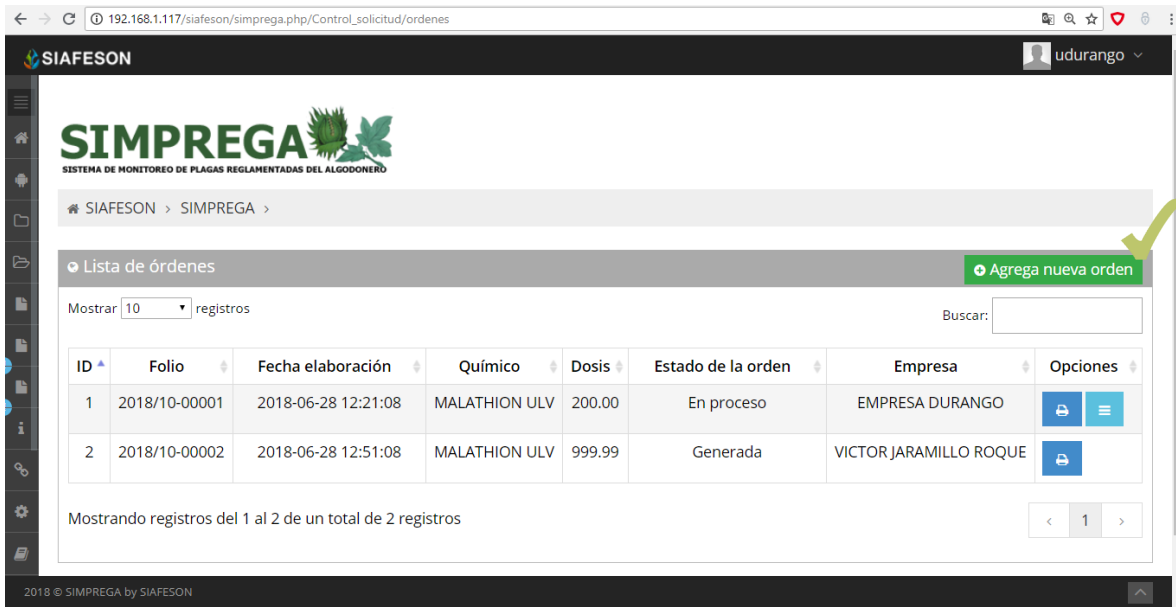 192.168.1.117/siafeson/simprega.php/Control_solicitud/ordenes
SIAFESON
udurango
SIMPREGA
SISTEMA DE MONITOREO DE PLAGAS REGLAMENTADAS DEL ALGODONERO
SIAFESON > SIMPREGA >
Lista de órdenes
Agrega nueva orden
Mostrar 10 registros
Buscar:
ID Folio Fecha elaboración Químico Dosis Estado de la orden Empresa Opciones
1 2018/10-00001 2018-06-28 12:21:08 MALATHION ULV 200.00 En proceso EMPRESA DURANGO
2 2018/10-00002 2018-06-28 12:51:08 MALATHION ULV 999.99 Generada VICTOR JARAMILLO ROQUE
Mostrando registros del 1 al 2 de un total de 2 registros
< 1 >
2018 © SIMPREGA by SIAFESON